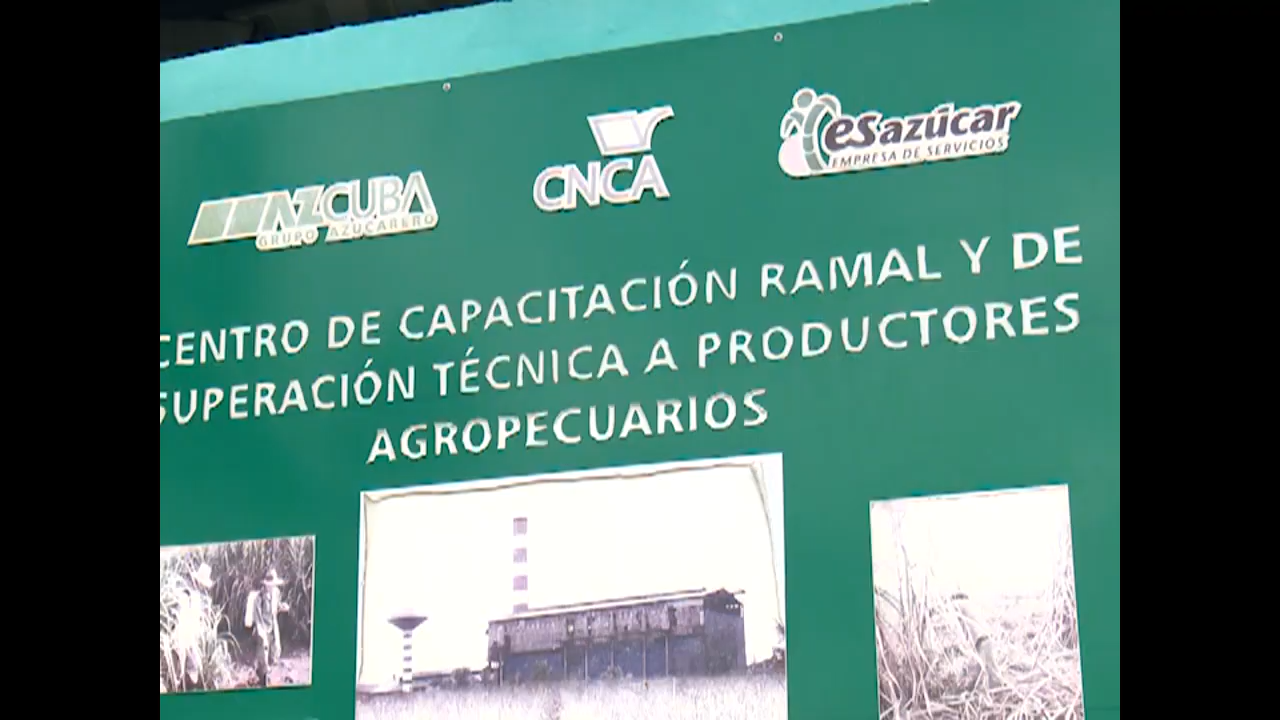 AZCUBA
GRUPO AZUCARERO
CNCA
eSazúcar
EMPRESA DE SERVICIOS
CENTRO DE CAPACITACIÓN RAMAL Y DE
SUPERACIÓN TÉCNICA A PRODUCTORES
AGROPECUARIOS